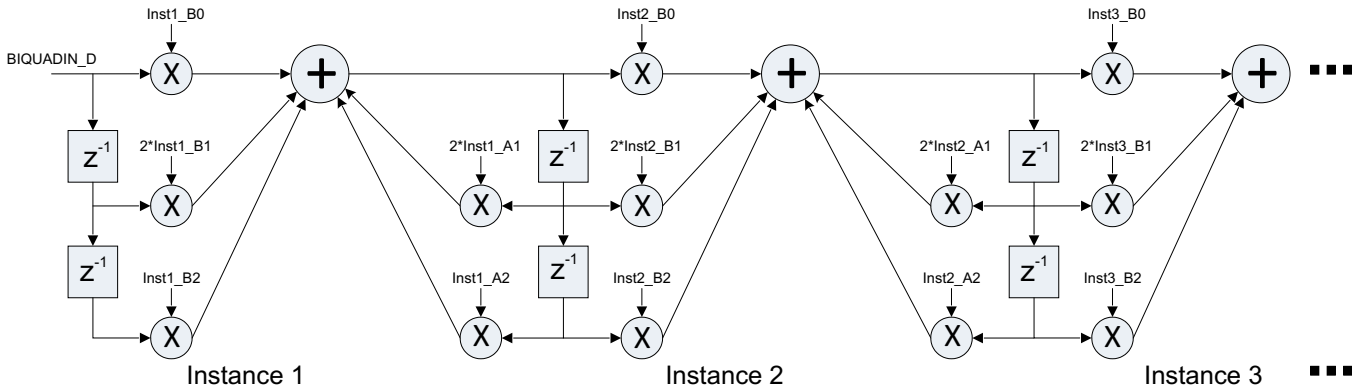 Inst1_B0
Inst2_B0
Inst3_B0
BIQUADIN_D
X
+
X
+
X
+
z-1
2*Inst1_B1
2*Inst1_A1
z-1
2*Inst2_B1
2*Inst2_A1
z-1
2*Inst3_B1
X
X
X
X
X
z-1
Inst1_B2
Inst1_A2
z-1
Inst2_B2
Inst2_A2
z-1
Inst3_B2
X
X
X
X
X
Instance 1
Instance 2
Instance 3